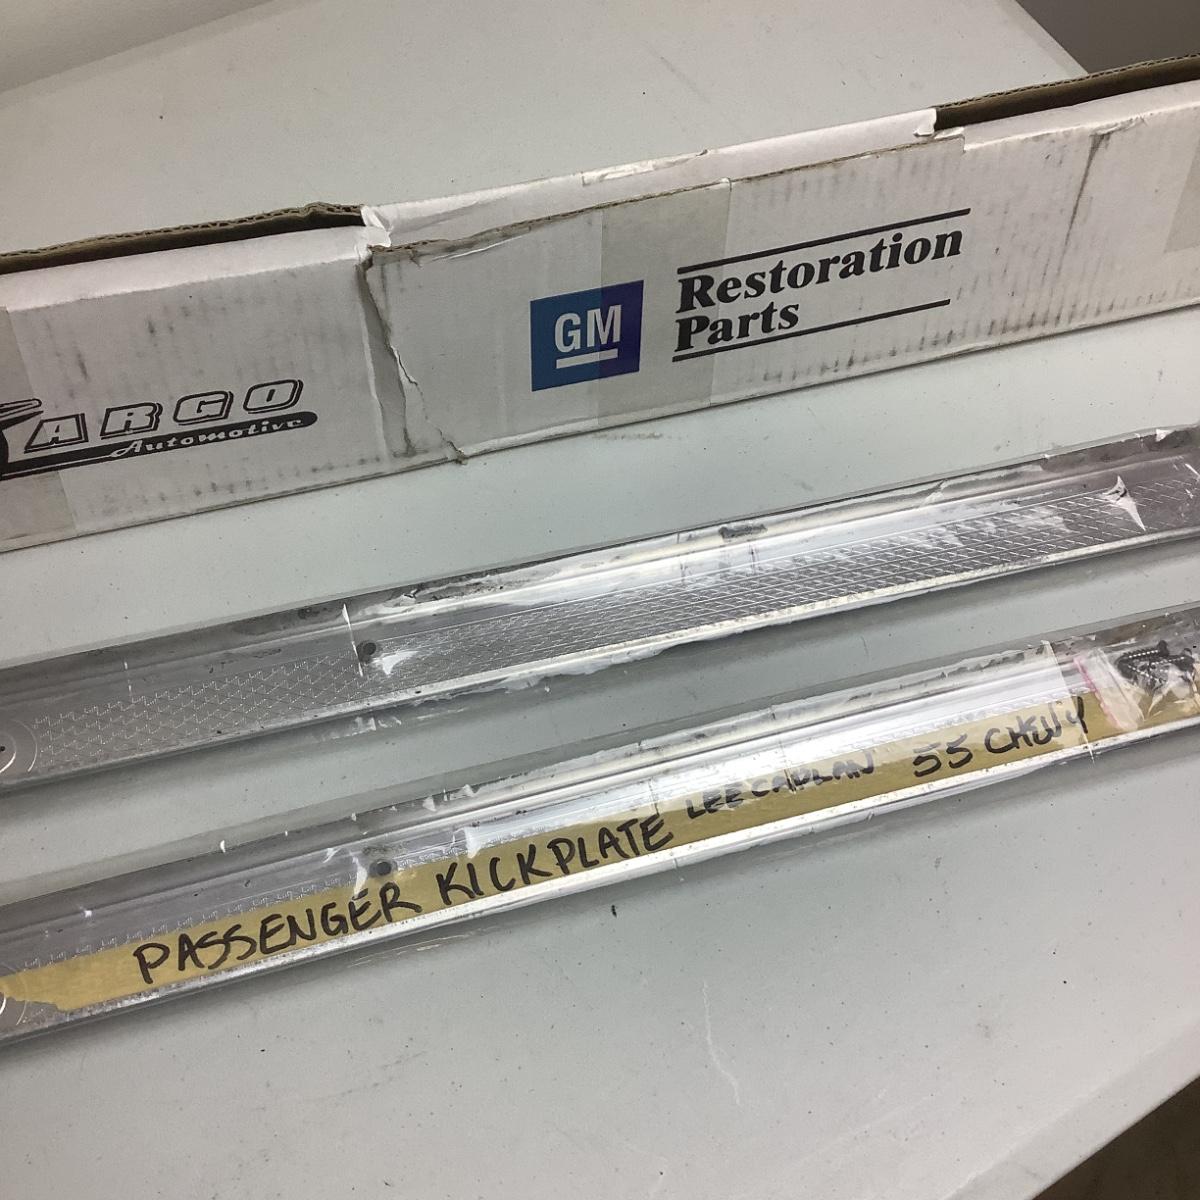 GM
Restoration
Parts
ARGO
Automotive
PASSENGER KICKPLATE LEE CAPLAN 55 CHEVY